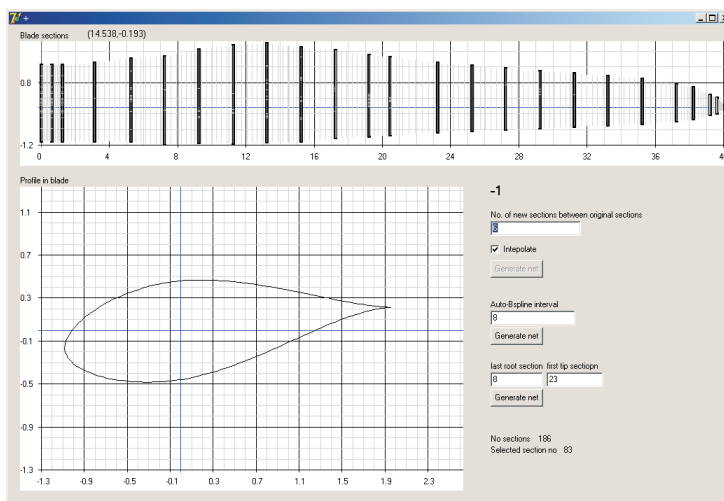 +
Blade sections (14.538,-0.193)
0.8
-1.2
0 4 8 12 16 20 24 28 32 36 40
Profile in blade
1.1
0.7
0.3
-0.1
-0.5
-0.9
-1.3
-1.3 -0.9 -0.5 -0.1 0.3 0.7 1.1 1.5 1.9 2.3
-1
No. of new sections between original sections
6
Intepolate
Generate net
Auto-Bspline interval
8
Generate net
last root section first tip sectiopn
8 23
Generate net
No sections 186
Selected section no 83